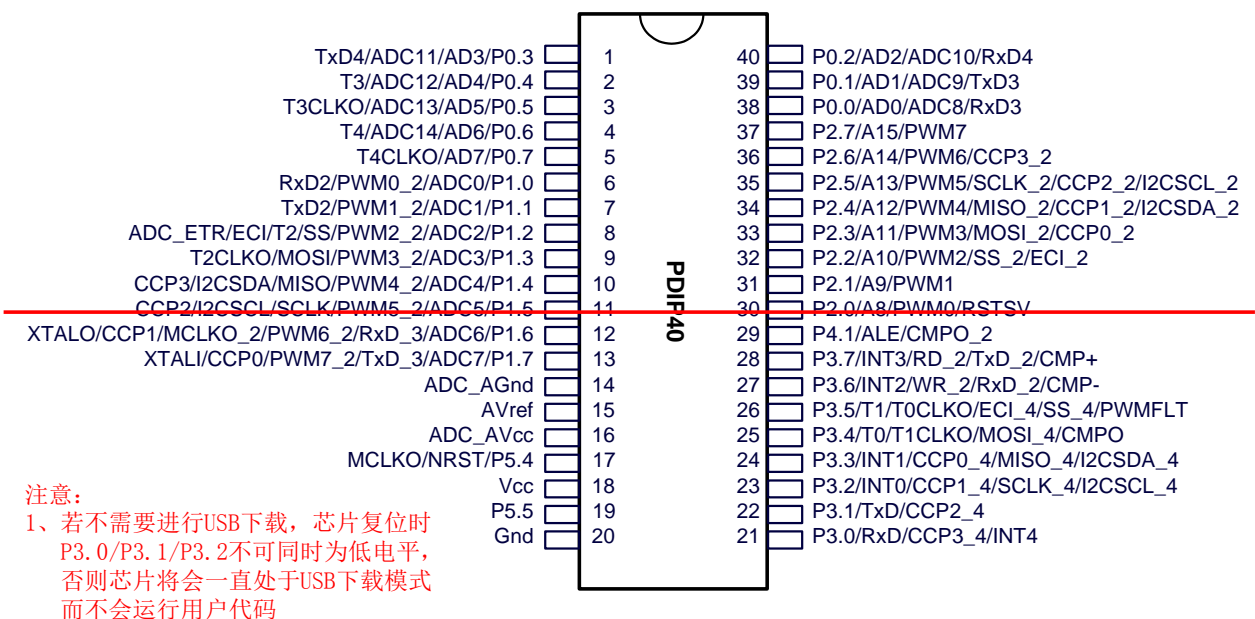 TxD4/ADC11/AD3/P0.3 1 40 P0.2/AD2/ADC10/RxD4
T3/ADC12/AD4/P0.4 2 39 P0.1/AD1/ADC9/TxD3
T3CLKO/ADC13/AD5/P0.5 3 38 P0.0/AD0/ADC8/RxD3
T4/ADC14/AD6/P0.6 4 37 P2.7/A15/PWM7
T4CLKO/AD7/P0.7 5 36 P2.6/A14/PWM6/CCP3_2
RxD2/PWM0_2/ADC0/P1.0 6 35 P2.5/A13/PWM5/SCLK_2/CCP2_2/I2CSCL_2
TxD2/PWM1_2/ADC1/P1.1 7 34 P2.4/A12/PWM4/MISO_2/CCP1_2/I2CSDA_2
ADC_ETR/ECI/T2/SS/PWM2_2/ADC2/P1.2 8 33 P2.3/A11/PWM3/MOSI_2/CCP0_2
T2CLKO/MOSI/PWM3_2/ADC3/P1.3 9 32 P2.2/A10/PWM2/SS_2/ECI_2
CCP3/I2CSDA/MISO/PWM4_2/ADC4/P1.4 10 31 P2.1/A9/PWM1
CCP2/I2CSCL/SCLK/PWM5_2/ADC5/P1.5 11 30 P2.0/A8/PWM0/RSTSV
XTALO/CCP1/MCLKO_2/PWM6_2/RxD_3/ADC6/P1.6 12 29 P4.1/ALE/CMPO_2
XTALI/CCP0/PWM7_2/TxD_3/ADC7/P1.7 13 28 P3.7/INT3/RD_2/TxD_2/CMP+
ADC_AGnd 14 27 P3.6/INT2/WR_2/RxD_2/CMP-
AVref 15 26 P3.5/T1/T0CLKO/ECI_4/SS_4/PWMFLT
ADC_AVcc 16 25 P3.4/T0/T1CLKO/MOSI_4/CMPO
MCLKO/NRST/P5.4 17 24 P3.3/INT1/CCP0_4/MISO_4/I2CSDA_4
Vcc 18 23 P3.2/INT0/CCP1_4/SCLK_4/I2CSCL_4
P5.5 19 22 P3.1/TxD/CCP2_4
Gnd 20 21 P3.0/RxD/CCP3_4/INT4
PDIP40
注意：
1、若不需要进行USB下载，芯片复位时
P3.0/P3.1/P3.2不可同时为低电平，
否则芯片将会一直处于USB下载模式
而不会运行用户代码